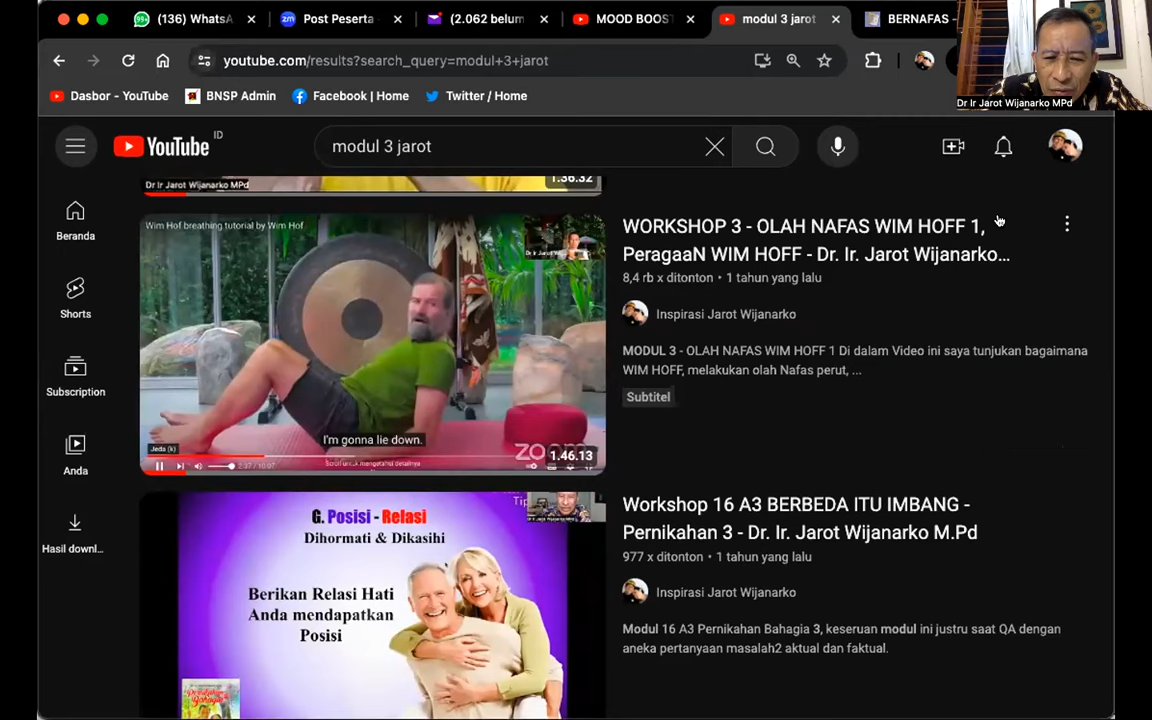 (136) WhatsA
Post Peserta
(2.062 belum
MOOD BOOST
modul 3 jarot
BERNAFAS -
youtube.com/results?search_query=modul+3+jarot
Dr Ir Jarot Wijanarko MPd
Dasbor - YouTube
BNSP Admin
Facebook | Home
Twitter / Home
YouTube ID
modul 3 jarot
Beranda
Shorts
Subscription
Anda
Hasil downl...
Dr Ir Jarot Wijanarko MPd
1.36.32
Wim Hof breathing tutorial by Wim Hof
I'm gonna lie down.
Jeda (k)
2:37 / 10:07
zoom
1.46.13
WORKSHOP 3 - OLAH NAFAS WIM HOFF 1,
PeragaaN WIM HOFF - Dr. Ir. Jarot Wijanarko...
8,4 rb x ditonton • 1 tahun yang lalu
Inspirasi Jarot Wijanarko
MODUL 3 - OLAH NAFAS WIM HOFF 1 Di dalam Video ini saya tunjukan bagaimana
WIM HOFF, melakukan olah Nafas perut, ...
Subtitel
G. Posisi - Relasi
Dihormati & Dikasihi
Berikan Relasi Hati
Anda mendapatkan
Posisi
Workshop 16 A3 BERBEDA ITU IMBANG -
Pernikahan 3 - Dr. Ir. Jarot Wijanarko M.Pd
977 x ditonton • 1 tahun yang lalu
Inspirasi Jarot Wijanarko
Modul 16 A3 Pernikahan Bahagia 3, keseruan modul ini justru saat QA dengan
aneka pertanyaan masalah2 aktual dan faktual.